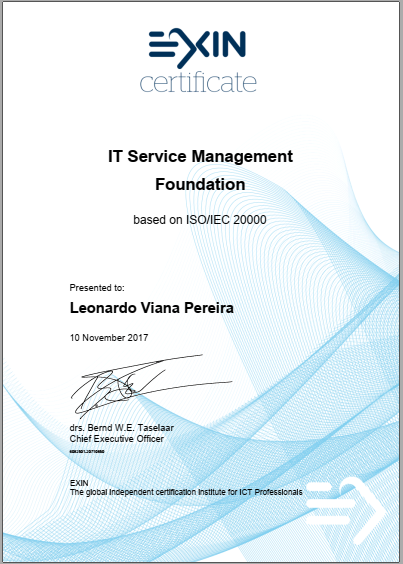 EXIN
certificate
IT Service Management
Foundation
based on ISO/IEC 20000
Presented to:
Leonardo Viana Pereira
10 November 2017
drs. Bernd W.E. Taselaar
Chief Executive Officer
EXIN
The global independent certification institute for ICT Professionals